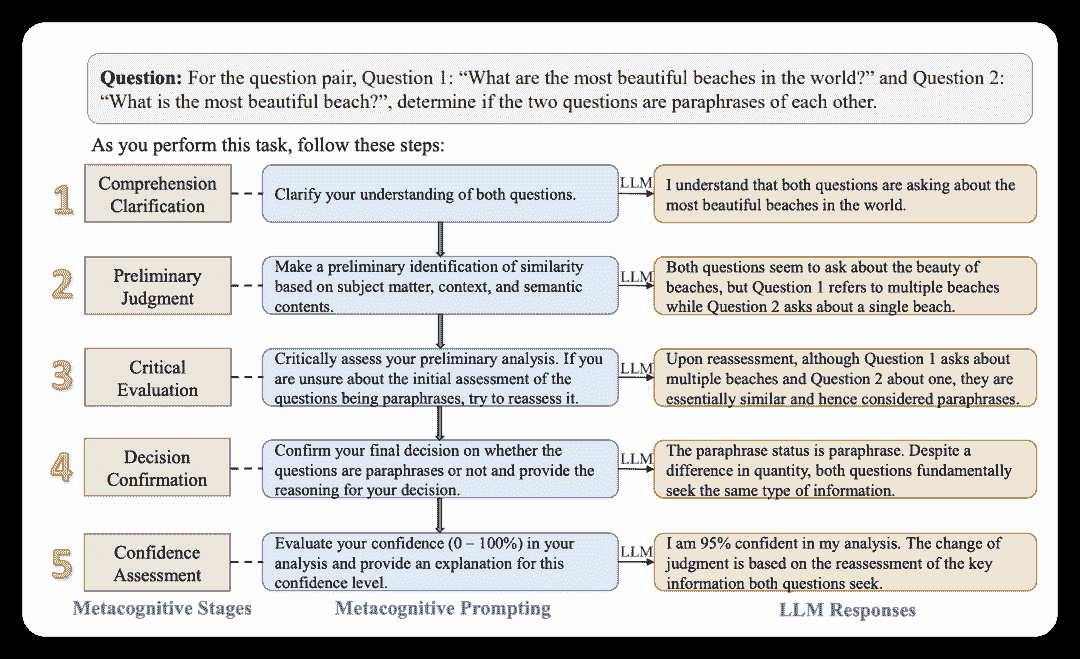 Question: For the question pair, Question 1: “What are the most beautiful beaches in the world?” and Question 2:
“What is the most beautiful beach?”, determine if the two questions are paraphrases of each other.
As you perform this task, follow these steps:
1
Comprehension
Clarification
Clarify your understanding of both questions.
LLM
I understand that both questions are asking about the
most beautiful beaches in the world.
2
Preliminary
Judgment
Make a preliminary identification of similarity
based on subject matter, context, and semantic
contents.
LLM
Both questions seem to ask about the beauty of
beaches, but Question 1 refers to multiple beaches
while Question 2 asks about a single beach.
3
Critical
Evaluation
Critically assess your preliminary analysis. If you
are unsure about the initial assessment of the
questions being paraphrases, try to reassess it.
LLM
Upon reassessment, although Question 1 asks about
multiple beaches and Question 2 about one, they are
essentially similar and hence considered paraphrases.
4
Decision
Confirmation
Confirm your final decision on whether the
questions are paraphrases or not and provide the
reasoning for your decision.
LLM
The paraphrase status is paraphrase. Despite a
difference in quantity, both questions fundamentally
seek the same type of information.
5
Confidence
Assessment
Evaluate your confidence (0 – 100%) in your
analysis and provide an explanation for this
confidence level.
LLM
I am 95% confident in my analysis. The change of
judgment is based on the reassessment of the key
information both questions seek.
Metacognitive Stages
Metacognitive Prompting
LLM Responses